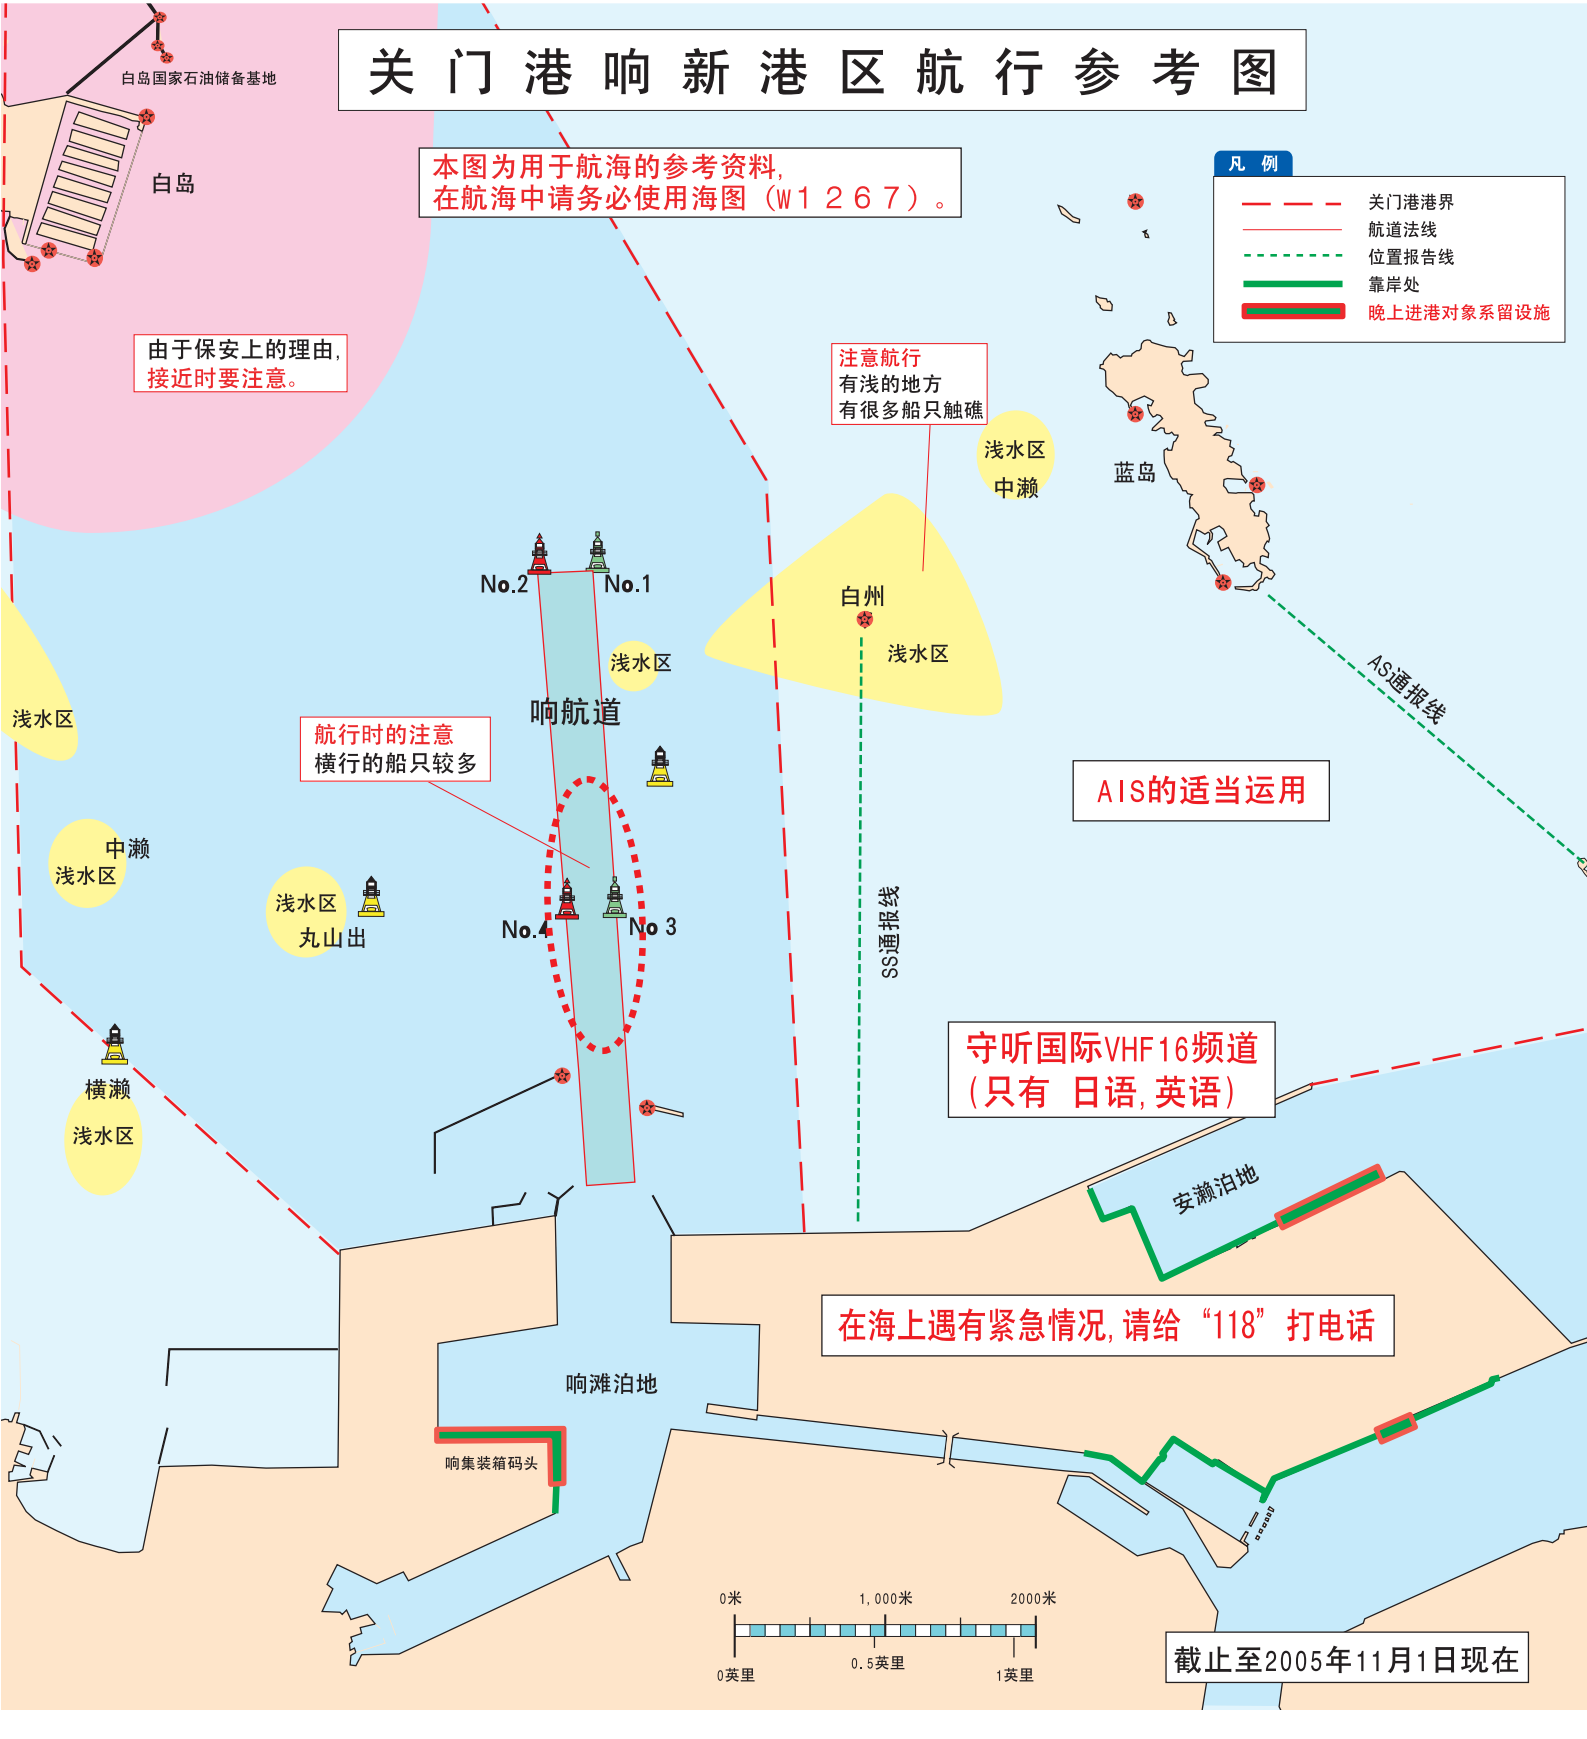 关门港响新港区航行参考图
白岛国家石油储备基地
白岛
本图为用于航海的参考资料,
在航海中请务必使用海图（W1267）。
凡 例
关门港港界
航道法线
位置报告线
靠岸处
晚上进港对象系留设施
由于保安上的理由,
接近时要注意。
注意航行
有浅的地方
有很多船只触礁
浅水区
中濑
蓝岛
No.2
No.1
白州
浅水区
浅水区
浅水区
响航道
AS通报线
航行时的注意
横行的船只较多
AIS的适当运用
中濑
浅水区
浅水区
丸山出
No.4
No 3
SS通报线
守听国际VHF16频道
(只有 日语,英语)
横濑
浅水区
安濑泊地
在海上遇有紧急情况,请给“118”打电话
响滩泊地
响集装箱码头
0米
1,000米
2000米
0英里
0.5英里
1英里
截止至2005年11月1日现在